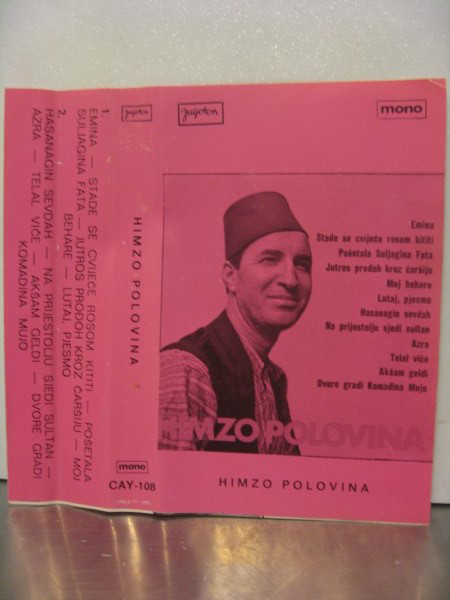 1.
EMINA — STADE SE CVIJEĆE ROSOM KITITI — POŠETALA
SULJAGINA FATA — JUTROS PROĐOH KROZ ČARŠIJU — MOJ
BEHARE — LUTAJ, PJESMO
2.
HASANAGIN SEVDAH — NA PRIJESTOLJU SJEDI SULTAN —
AZRA — TELAL VIČE — AKŠAM GELDI — DVORE GRADI
KOMADINA MUJO
jugoton
HIMZO POLOVINA
mono
CAY-108
jugoton
mono
Emina
Stade se cvijeće rosom kititi
Pošetala Suljagina Fata
Jutros prođoh kroz čaršiju
Moj behare
Lutaj, pjesmo
Hasanagin sevdah
Na prijestolju sjedi sultan
Azra
Telal viče
Akšam geldi
Dvore gradi Komadina Mujo
HIMZO POLOVINA
HIMZO POLOVINA